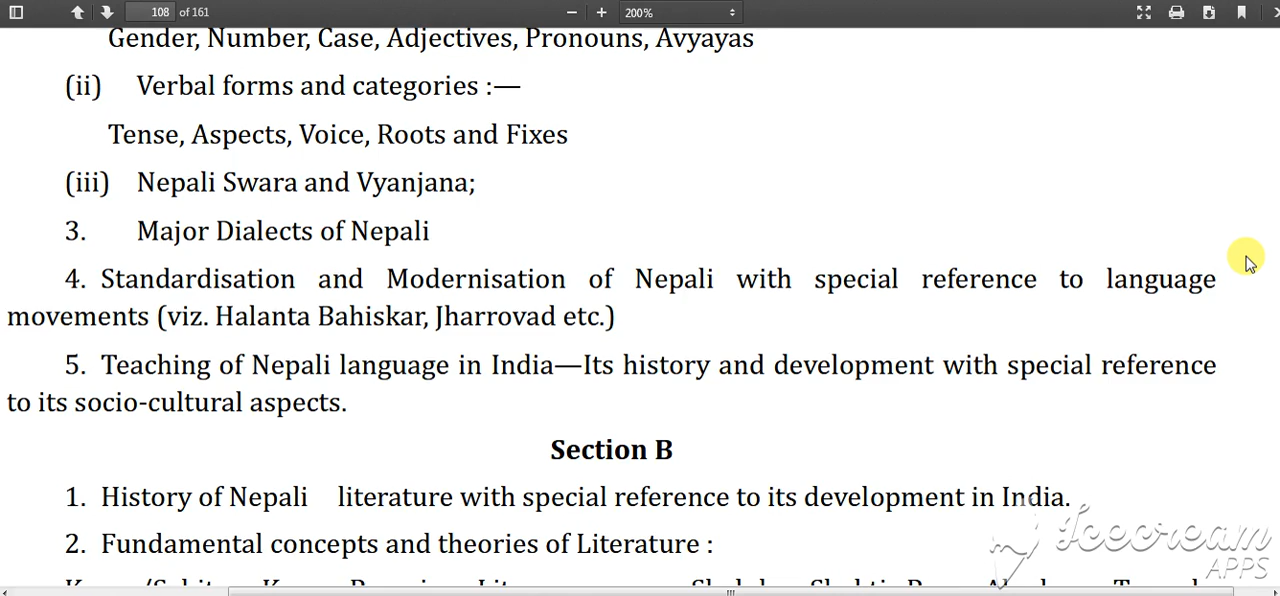 108 of 161 200%
Gender, Number, Case, Adjectives, Pronouns, Avyayas
(ii) Verbal forms and categories :—
Tense, Aspects, Voice, Roots and Fixes
(iii) Nepali Swara and Vyanjana;
3. Major Dialects of Nepali
4. Standardisation and Modernisation of Nepali with special reference to language
movements (viz. Halanta Bahiskar, Jharrovad etc.)
5. Teaching of Nepali language in India—Its history and development with special reference
to its socio-cultural aspects.
Section B
1. History of Nepali literature with special reference to its development in India.
2. Fundamental concepts and theories of Literature :
Icecream
APPS